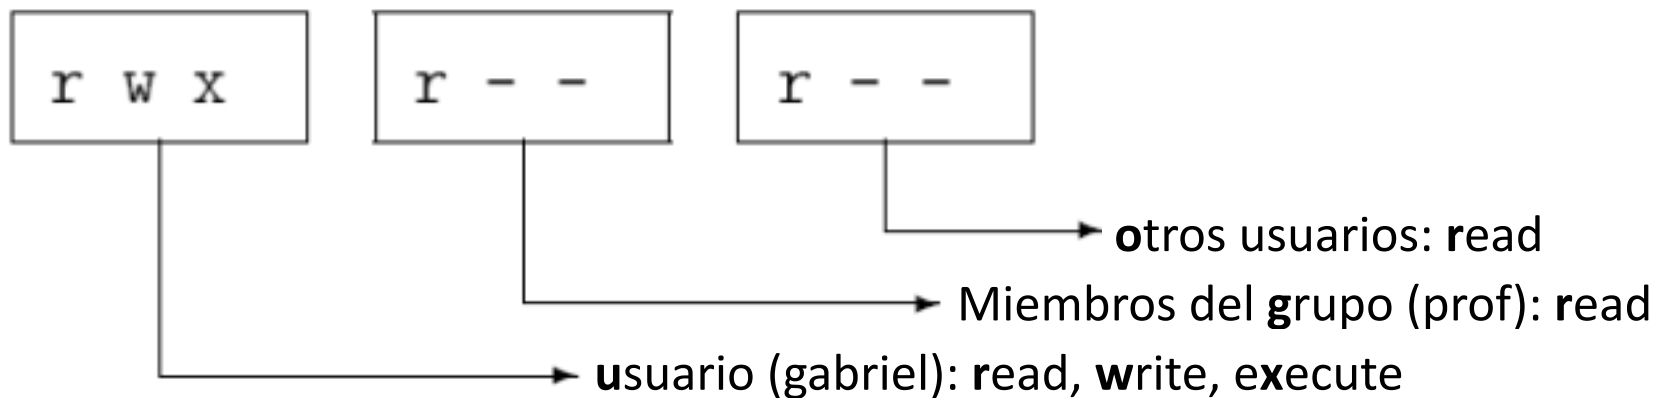 r w x r - - r - -
otros usuarios: read
Miembros del grupo (prof): read
usuario (gabriel): read, write, execute